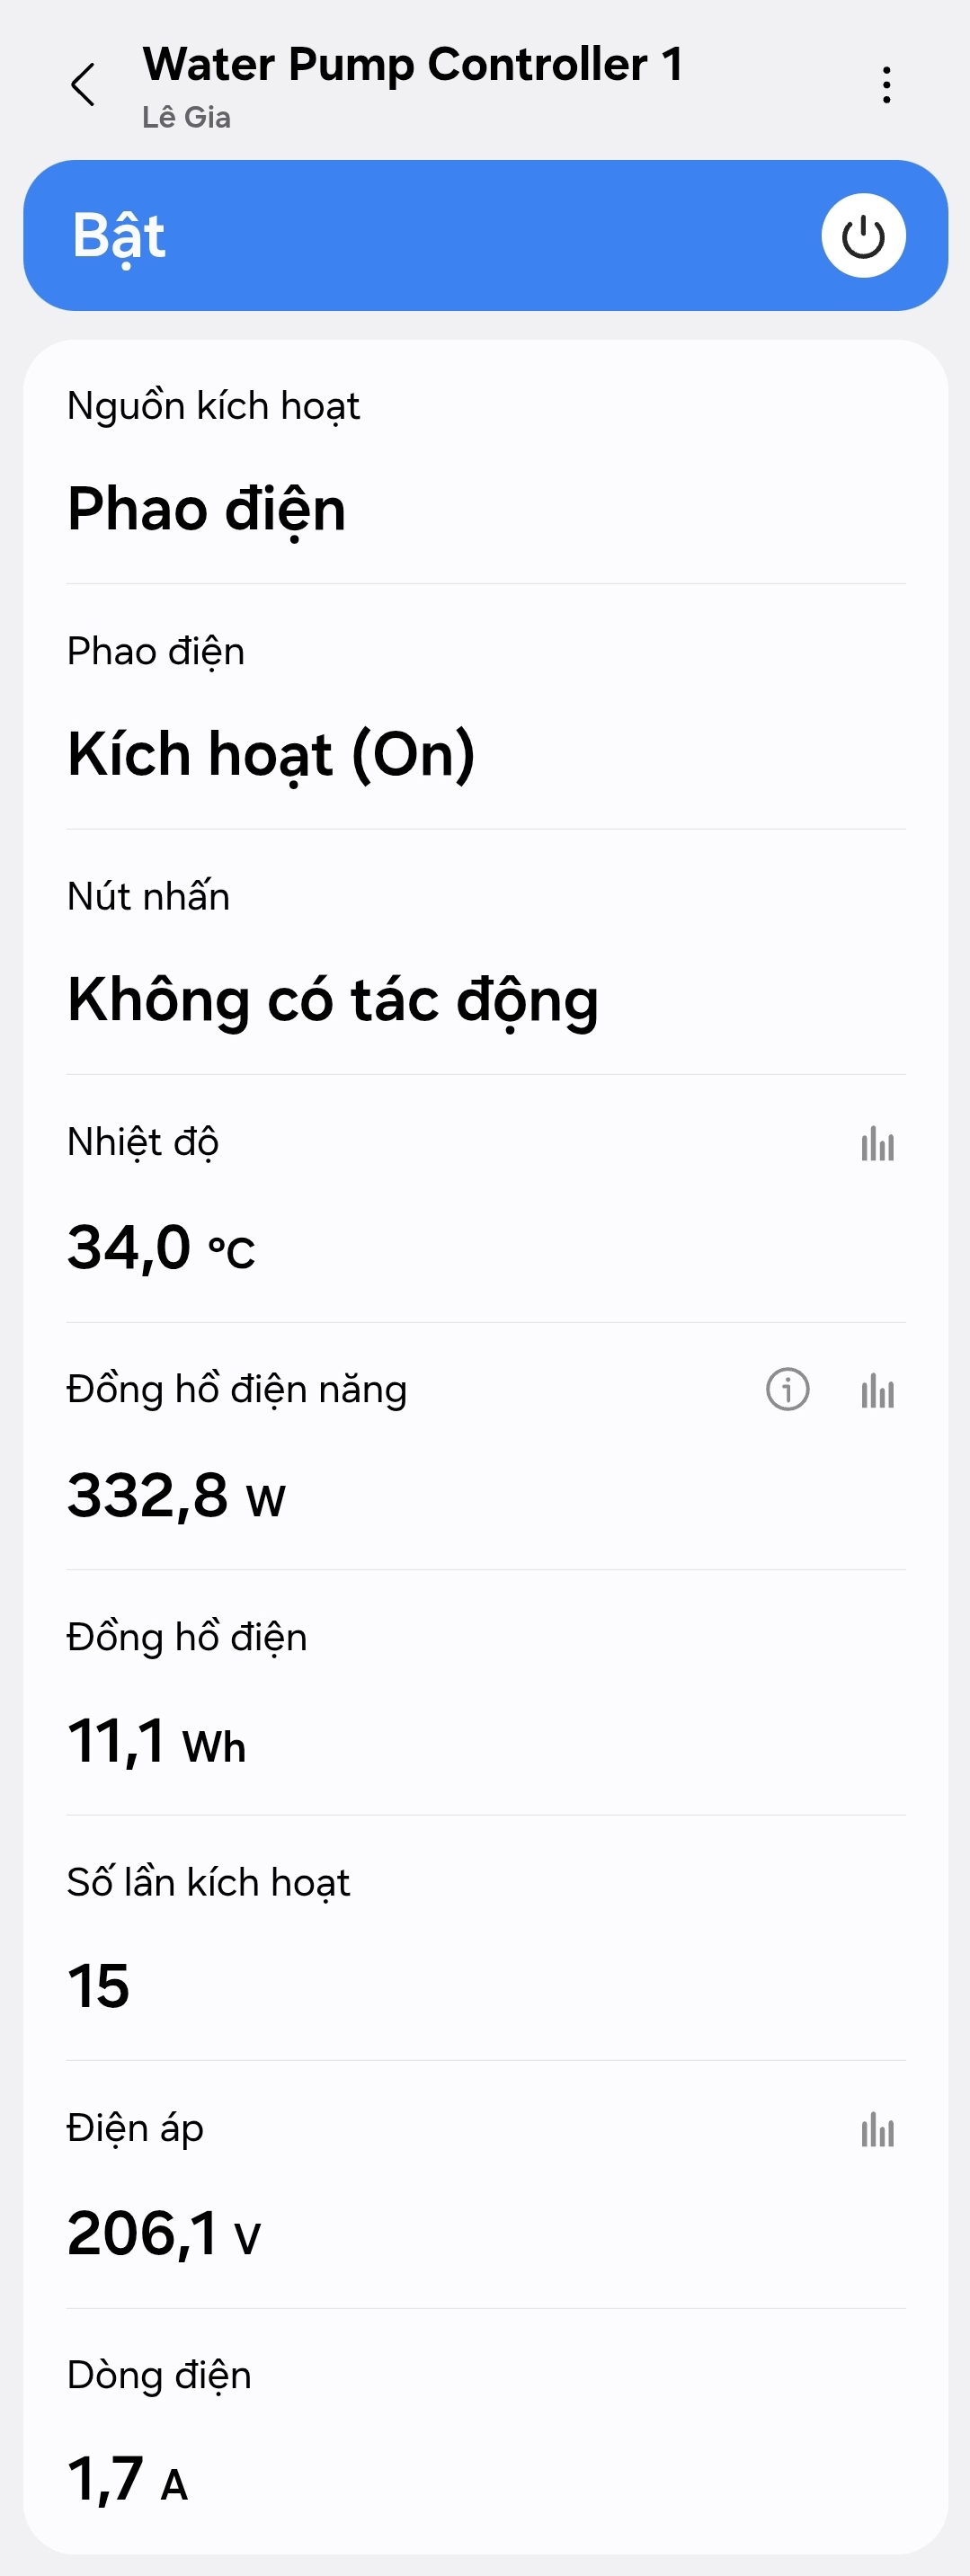 Water Pump Controller 1
Lê Gia
Bật
Nguồn kích hoạt
Phao điện
Phao điện
Kích hoạt (On)
Nút nhấn
Không có tác động
Nhiệt độ
34,0 °C
Đồng hồ điện năng
332,8 W
Đồng hồ điện
11,1 Wh
Số lần kích hoạt
15
Điện áp
206,1 V
Dòng điện
1,7 A